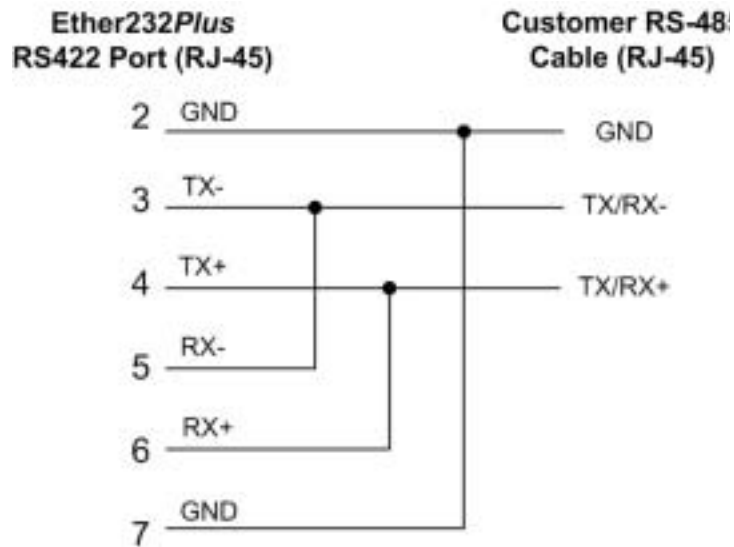 Ether232Plus
RS422 Port (RJ-45)
Customer RS-485
Cable (RJ-45)
2 GND
GND
3 TX-
TX/RX-
4 TX+
TX/RX+
5 RX-
6 RX+
7 GND